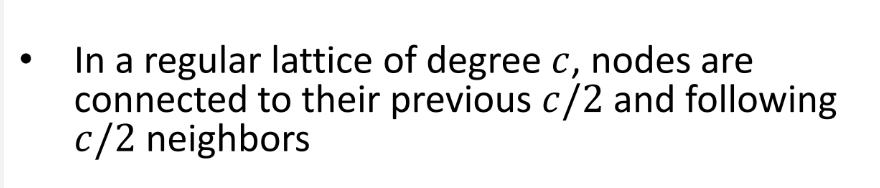 • In a regular lattice of degree c, nodes are
connected to their previous c/2 and following
c/2 neighbors